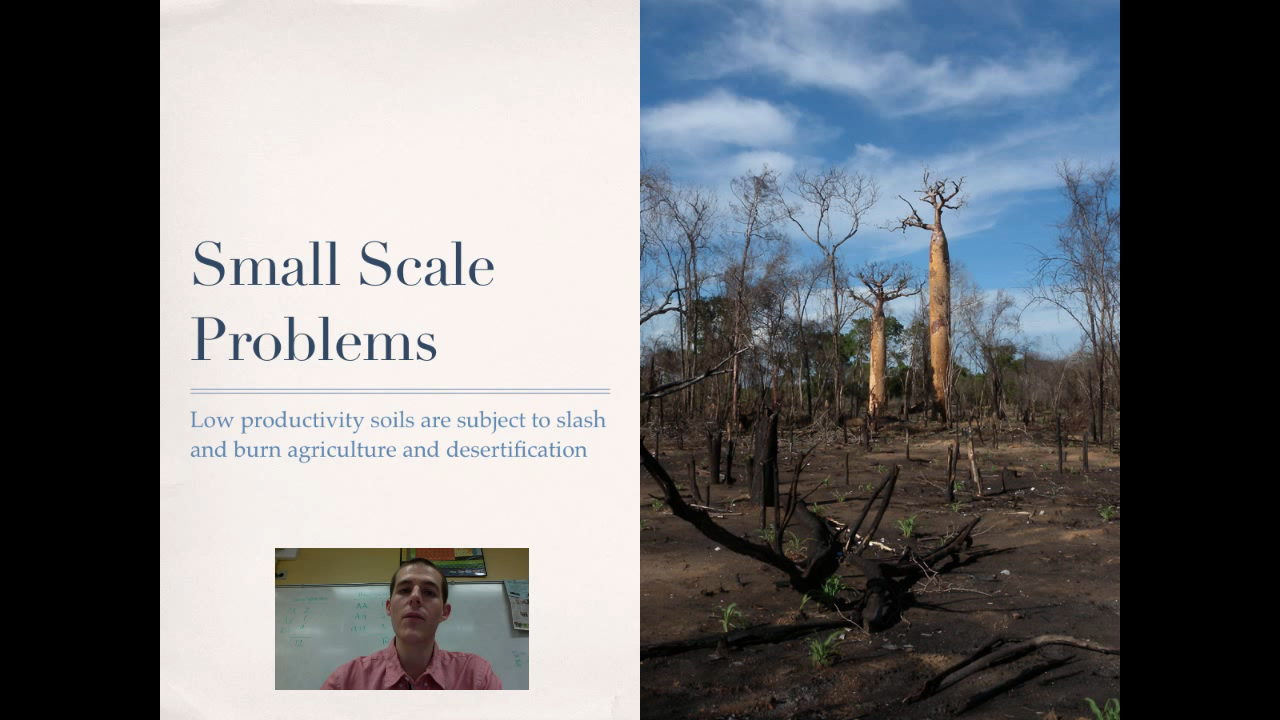 Small Scale
Problems
Low productivity soils are subject to slash
and burn agriculture and desertification